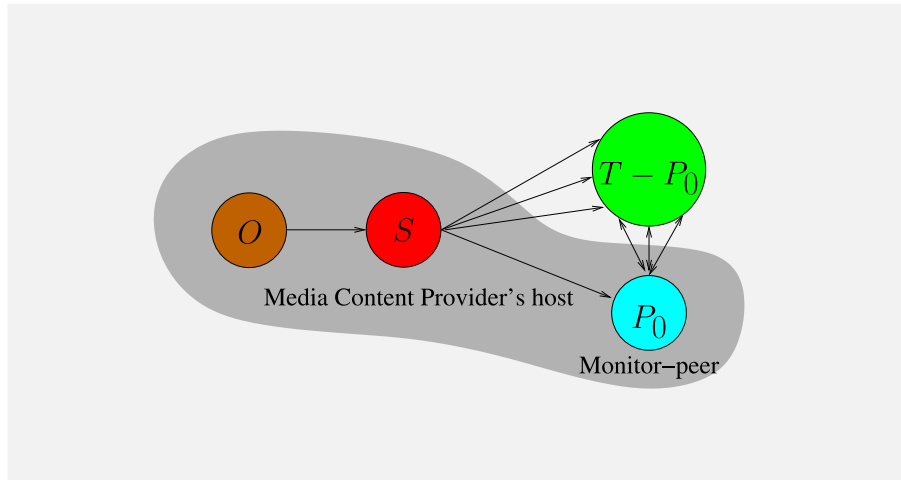 T − P₀
O
S
Media Content Provider's host
P₀
Monitor−peer